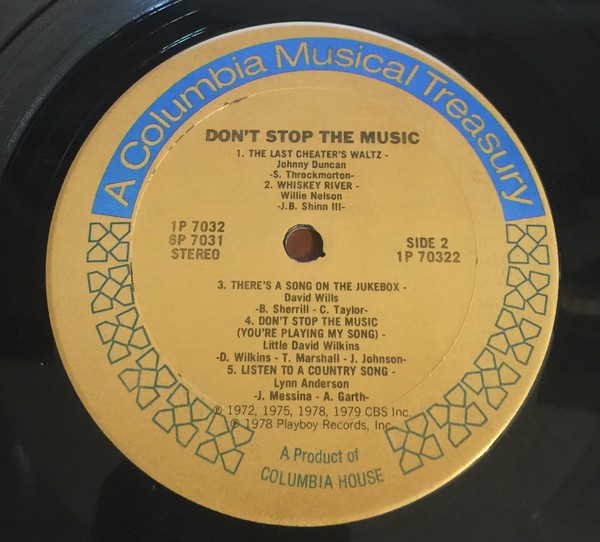 A Columbia Musical Treasury
DON'T STOP THE MUSIC
1. THE LAST CHEATER'S WALTZ -
Johnny Duncan
-S. Throckmorton-
2. WHISKEY RIVER -
Willie Nelson
-J.B. Shinn III-
1P 7032
6P 7031
STEREO
SIDE 2
1P 70322
3. THERE'S A SONG ON THE JUKEBOX -
David Wills
-B. Sherrill - C. Taylor-
4. DON'T STOP THE MUSIC
(YOU'RE PLAYING MY SONG) -
Little David Wilkins
-D. Wilkins - T. Marshall - J. Johnson-
5. LISTEN TO A COUNTRY SONG -
Lynn Anderson
-J. Messina - A. Garth-
℗ 1972, 1975, 1978, 1979 CBS Inc.
℗ 1978 Playboy Records, Inc.
A Product of
COLUMBIA HOUSE